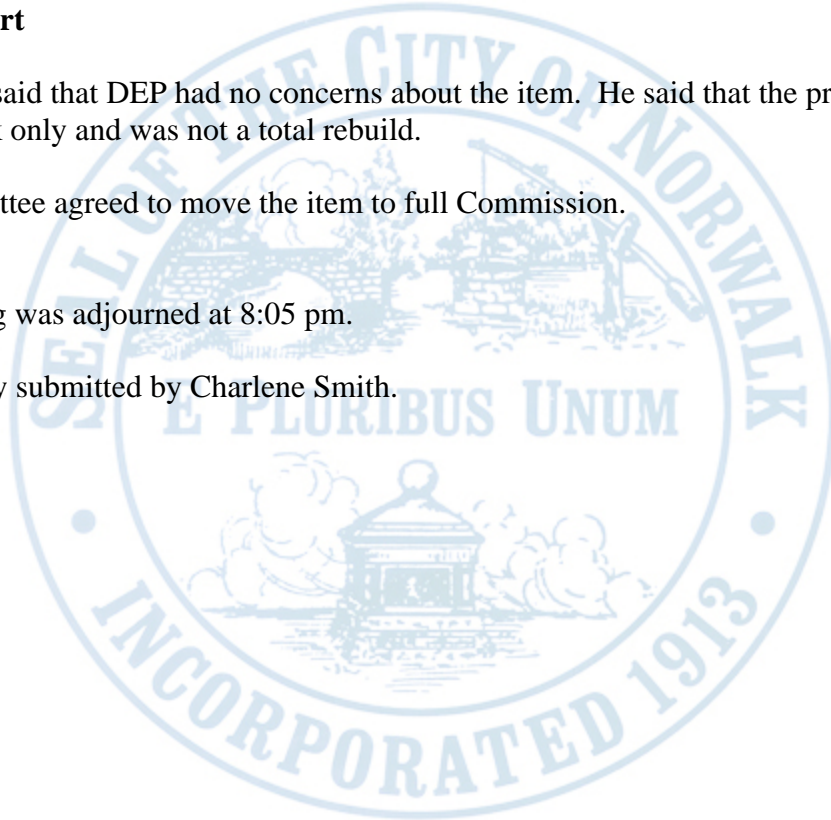 rt
said that DEP had no concerns about the item. He said that the pr
only and was not a total rebuild.
ttee agreed to move the item to full Commission.
g was adjourned at 8:05 pm.
y submitted by Charlene Smith.
SEAL OF THE CITY OF NORWALK
E PLURIBUS UNUM
• INCORPORATED 1913 •